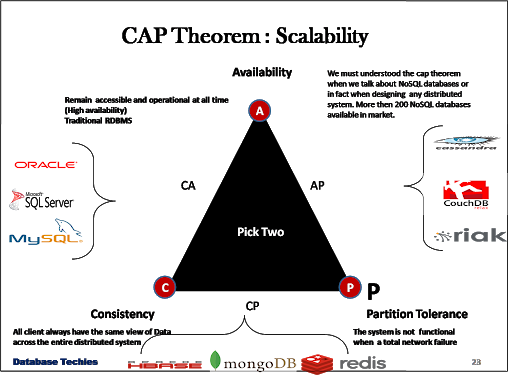 CAP Theorem : Scalability
Availability
We must understood the cap theorem
when we talk about NoSQL databases or
in fact when designing any distributed
system. More then 200 NoSQL databases
available in market.
Remain accessible and operational at all time
(High availability)
Traditional RDBMS
A
ORACLE
Microsoft
SQL Server
MySQL
CA
AP
cassandra
CouchDB
relax
riak
Pick Two
C
P
P
CP
Consistency
Partition Tolerance
All client always have the same view of Data
across the entire distributed system
The system is not functional
when a total network failure
Database Techies
HBASE
mongoDB
redis
23